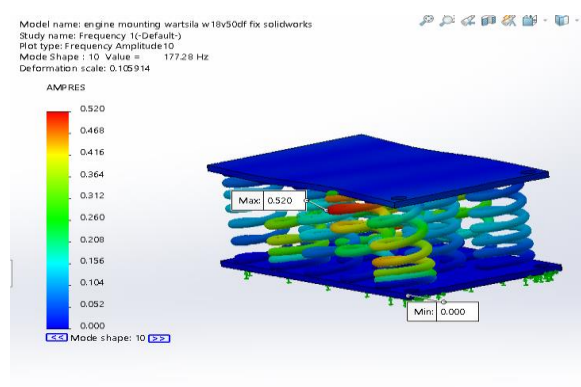 Model name: engine mounting wartsila w18v50df fix solidworks
Study name: Frequency 1(-Default-)
Plot type: Frequency Amplitude10
Mode Shape : 10 Value = 177.28 Hz
Deformation scale: 0.105914
AMPRES
0.520
0.468
0.416
0.364
0.312
0.260
0.208
0.156
0.104
0.052
0.000
<< Mode shape: 10 >>
Max: 0.520
Min: 0.000